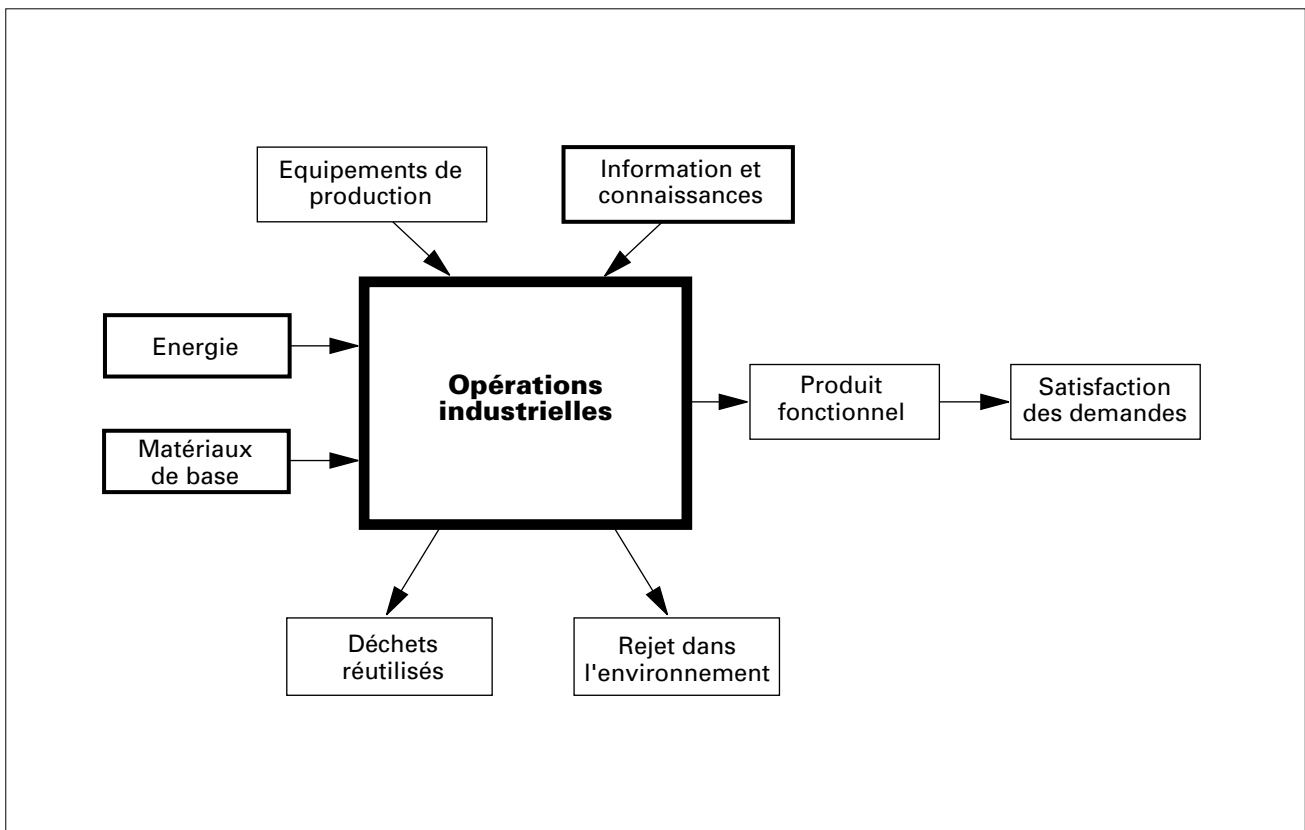 Equipements de
production
Information et
connaissances
Energie
Matériaux
de base
Opérations
industrielles
Produit
fonctionnel
Satisfaction
des demandes
Déchets
réutilisés
Rejet dans
l'environnement